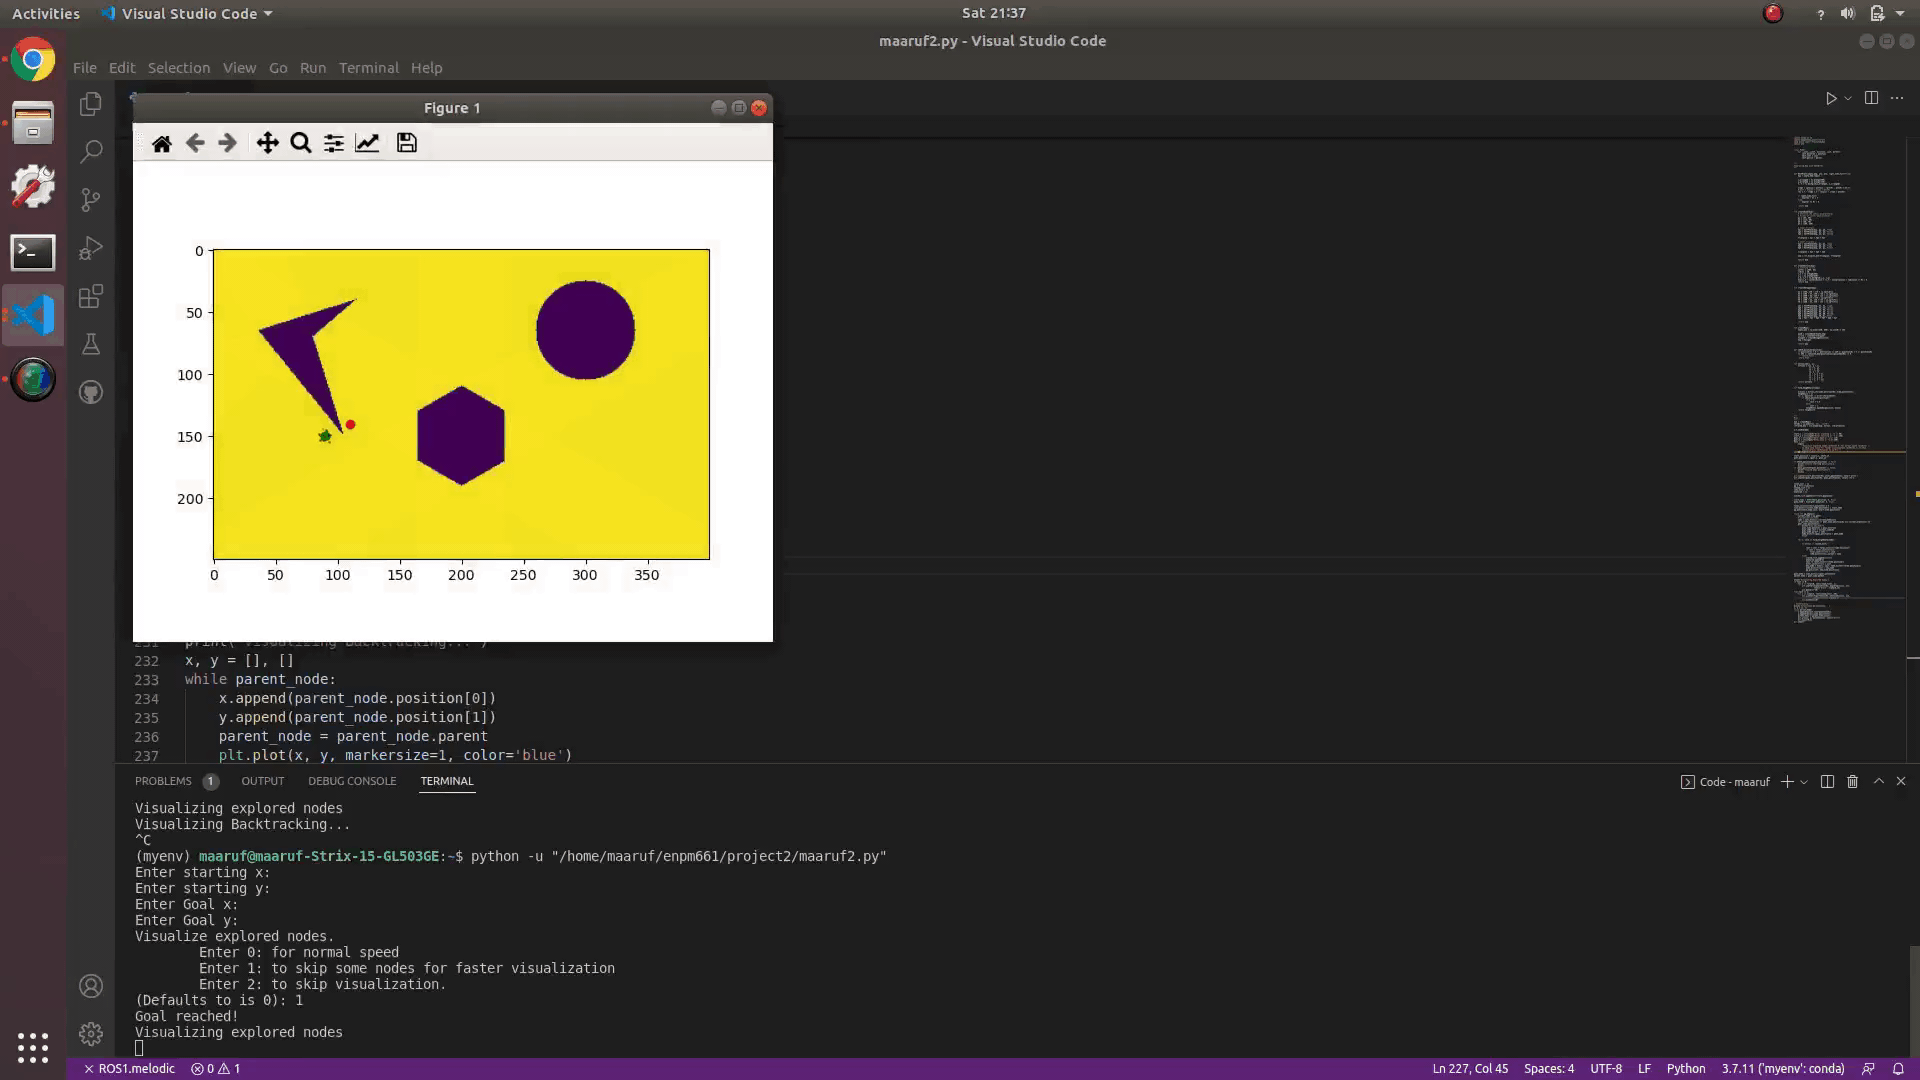 Activities
Visual Studio Code
Sat 21:37
maaruf2.py - Visual Studio Code
File Edit Selection View Go Run Terminal Help
Figure 1
0
50
100
150
200
0 50 100 150 200 250 300 350
231 print("Visualizing Backtracking...")
232 x, y = [], []
233 while parent_node:
234 x.append(parent_node.position[0])
235 y.append(parent_node.position[1])
236 parent_node = parent_node.parent
237 plt.plot(x, y, markersize=1, color='blue')
PROBLEMS 1 OUTPUT DEBUG CONSOLE TERMINAL
Code - maaruf
Visualizing explored nodes
Visualizing Backtracking...
^C
(myenv) maaruf@maaruf-Strix-15-GL503GE:~$ python -u "/home/maaruf/enpm661/project2/maaruf2.py"
Enter starting x:
Enter starting y:
Enter Goal x:
Enter Goal y:
Visualize explored nodes.
Enter 0: for normal speed
Enter 1: to skip some nodes for faster visualization
Enter 2: to skip visualization.
(Defaults to is 0): 1
Goal reached!
Visualizing explored nodes
ROS1.melodic 0 1
Ln 227, Col 45 Spaces: 4 UTF-8 LF Python 3.7.11 ('myenv': conda)